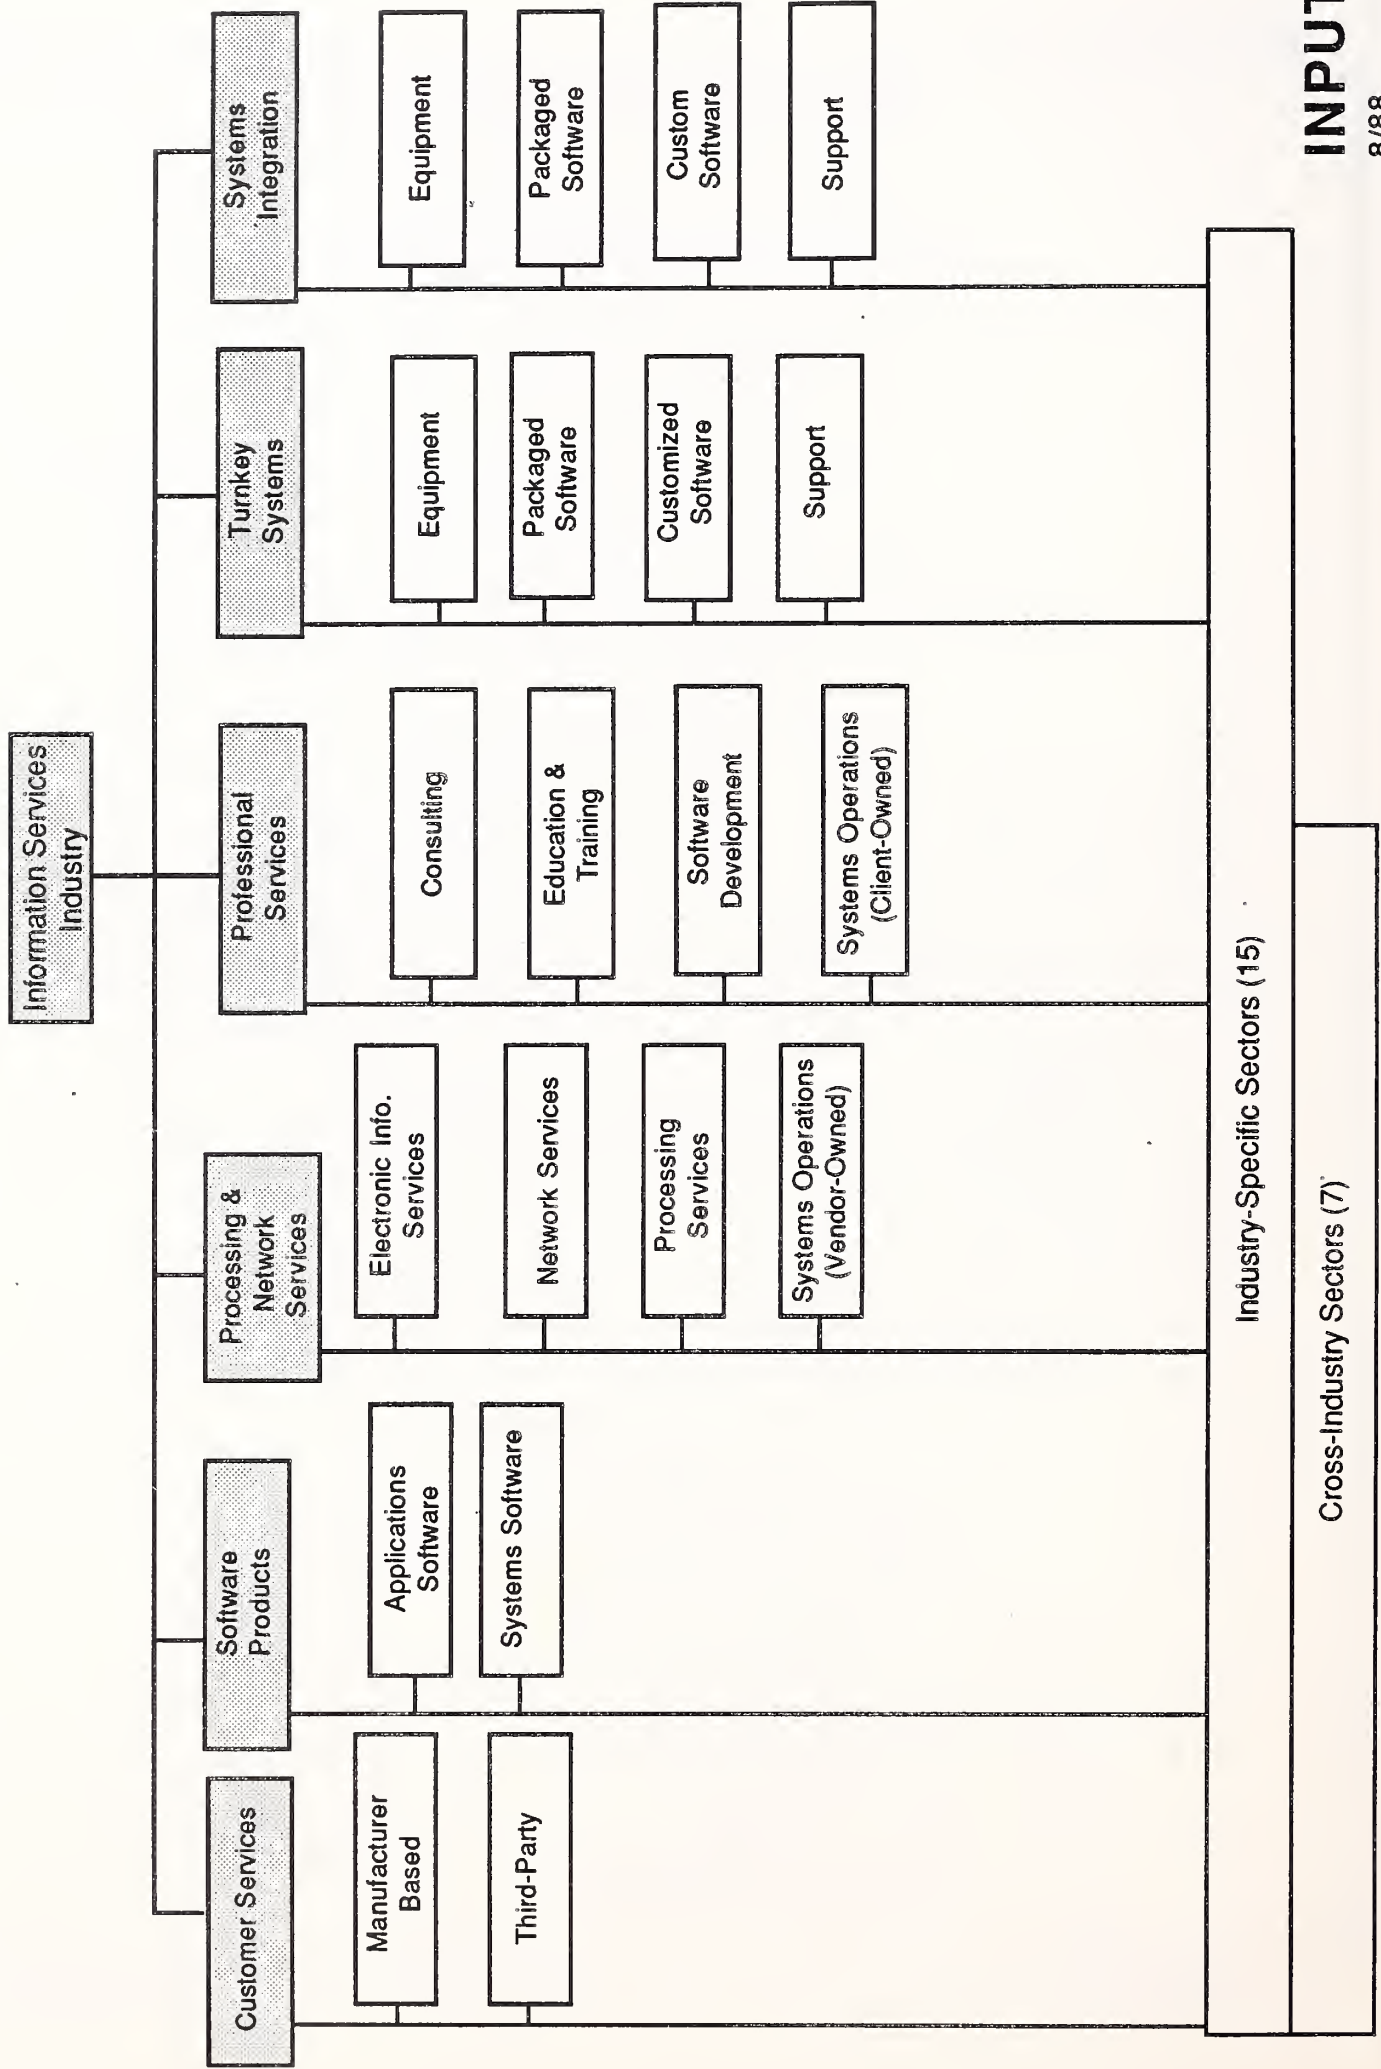 Information Services
Industry
Customer Services
Manufacturer
Based
Third-Party
Software
Products
Applications
Software
Systems Software
Processing &
Network
Services
Electronic Info.
Services
Network Services
Processing
Services
Systems Operations
(Vendor-Owned)
Professional
Services
Consulting
Education &
Training
Software
Development
Systems Operations
(Client-Owned)
Turnkey
Systems
Equipment
Packaged
Software
Customized
Software
Support
Systems
Integration
Equipment
Packaged
Software
Custom
Software
Support
Industry-Specific Sectors (15)
Cross-Industry Sectors (7)
INPUT
8/88